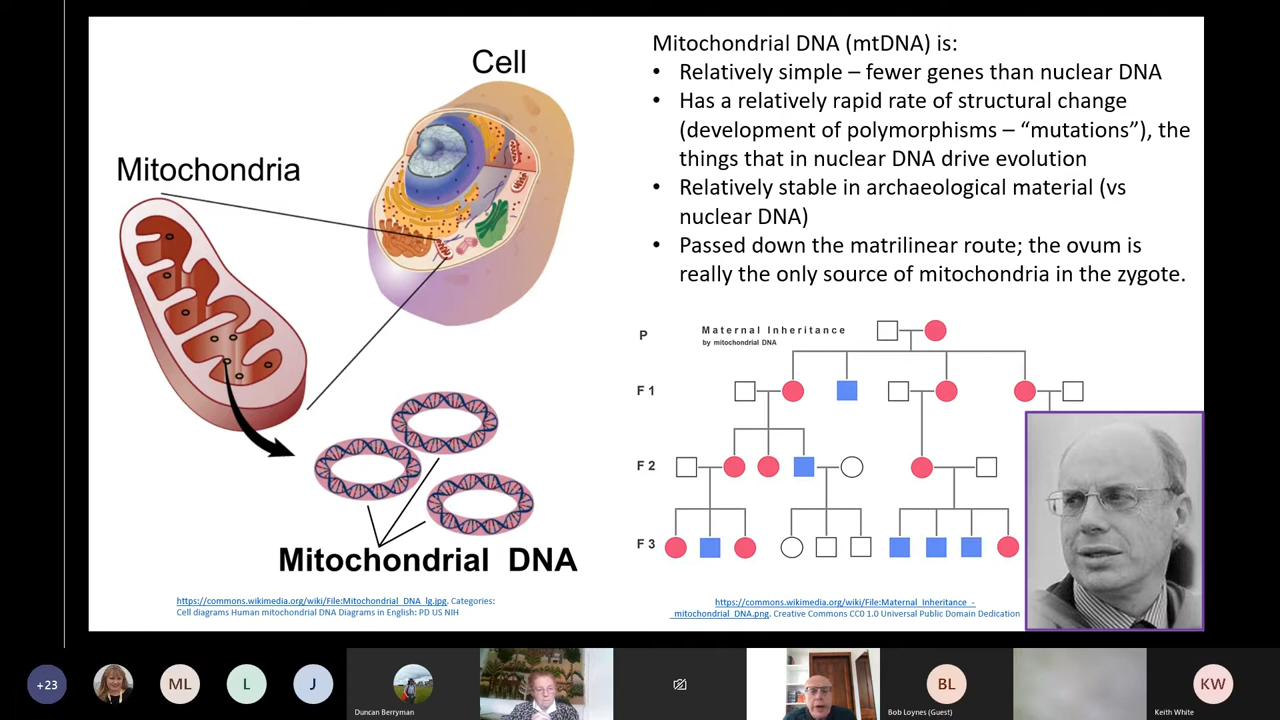 Cell
Mitochondria
Mitochondrial DNA
https://commons.wikimedia.org/wiki/File:Mitochondrial_DNA_lg.jpg. Categories:
Cell diagrams Human mitochondrial DNA Diagrams in English: PD US NIH
Mitochondrial DNA (mtDNA) is:
• Relatively simple – fewer genes than nuclear DNA
• Has a relatively rapid rate of structural change
(development of polymorphisms – “mutations”), the
things that in nuclear DNA drive evolution
• Relatively stable in archaeological material (vs
nuclear DNA)
• Passed down the matrilinear route; the ovum is
really the only source of mitochondria in the zygote.
P
Maternal Inheritance
by mitochondrial DNA
F 1
F 2
F 3
https://commons.wikimedia.org/wiki/File:Maternal_Inheritance_-
_mitochondrial_DNA.png. Creative Commons CC0 1.0 Universal Public Domain Dedication
+23
ML
L
J
Duncan Berryman
BL
Bob Loynes (Guest)
KW
Keith White